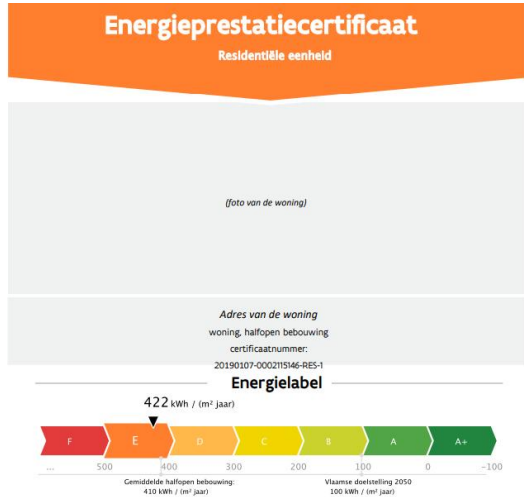 Energieprestatiecertificaat
Residentiële eenheid
(foto van de woning)
Adres van de woning
woning, halfopen bebouwing
certificaatnummer:
20190107-0002115146-RES-1
Energielabel
422 kWh / (m² jaar)
F E D C B A A+
... 500 400 300 200 100 0 -100
Gemiddelde halfopen bebouwing: Vlaamse doelstelling 2050
410 kWh / (m² jaar) 100 kWh / (m² jaar)